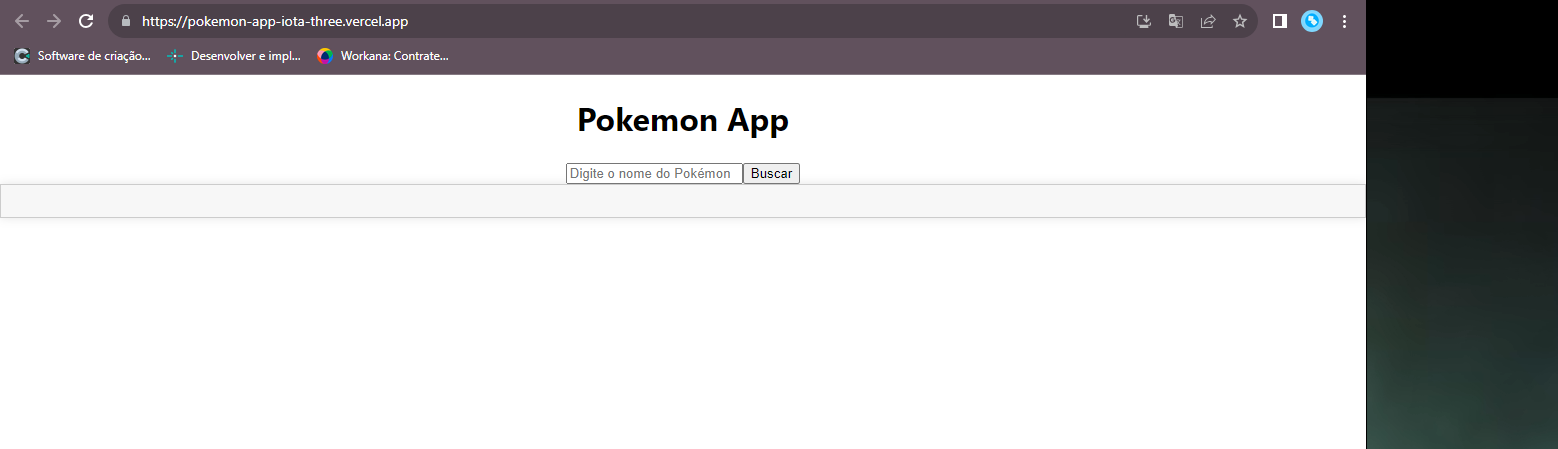 https://pokemon-app-iota-three.vercel.app
Software de criação... Desenvolver e impl... Workana: Contrate...
Pokemon App
Digite o nome do Pokémon Buscar